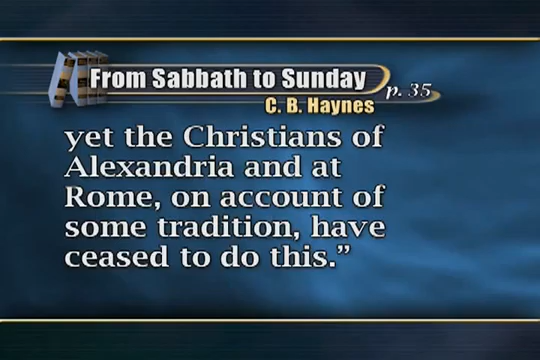 From Sabbath to Sunday
p. 35
C. B. Haynes
yet the Christians of
Alexandria and at
Rome, on account of
some tradition, have
ceased to do this.”